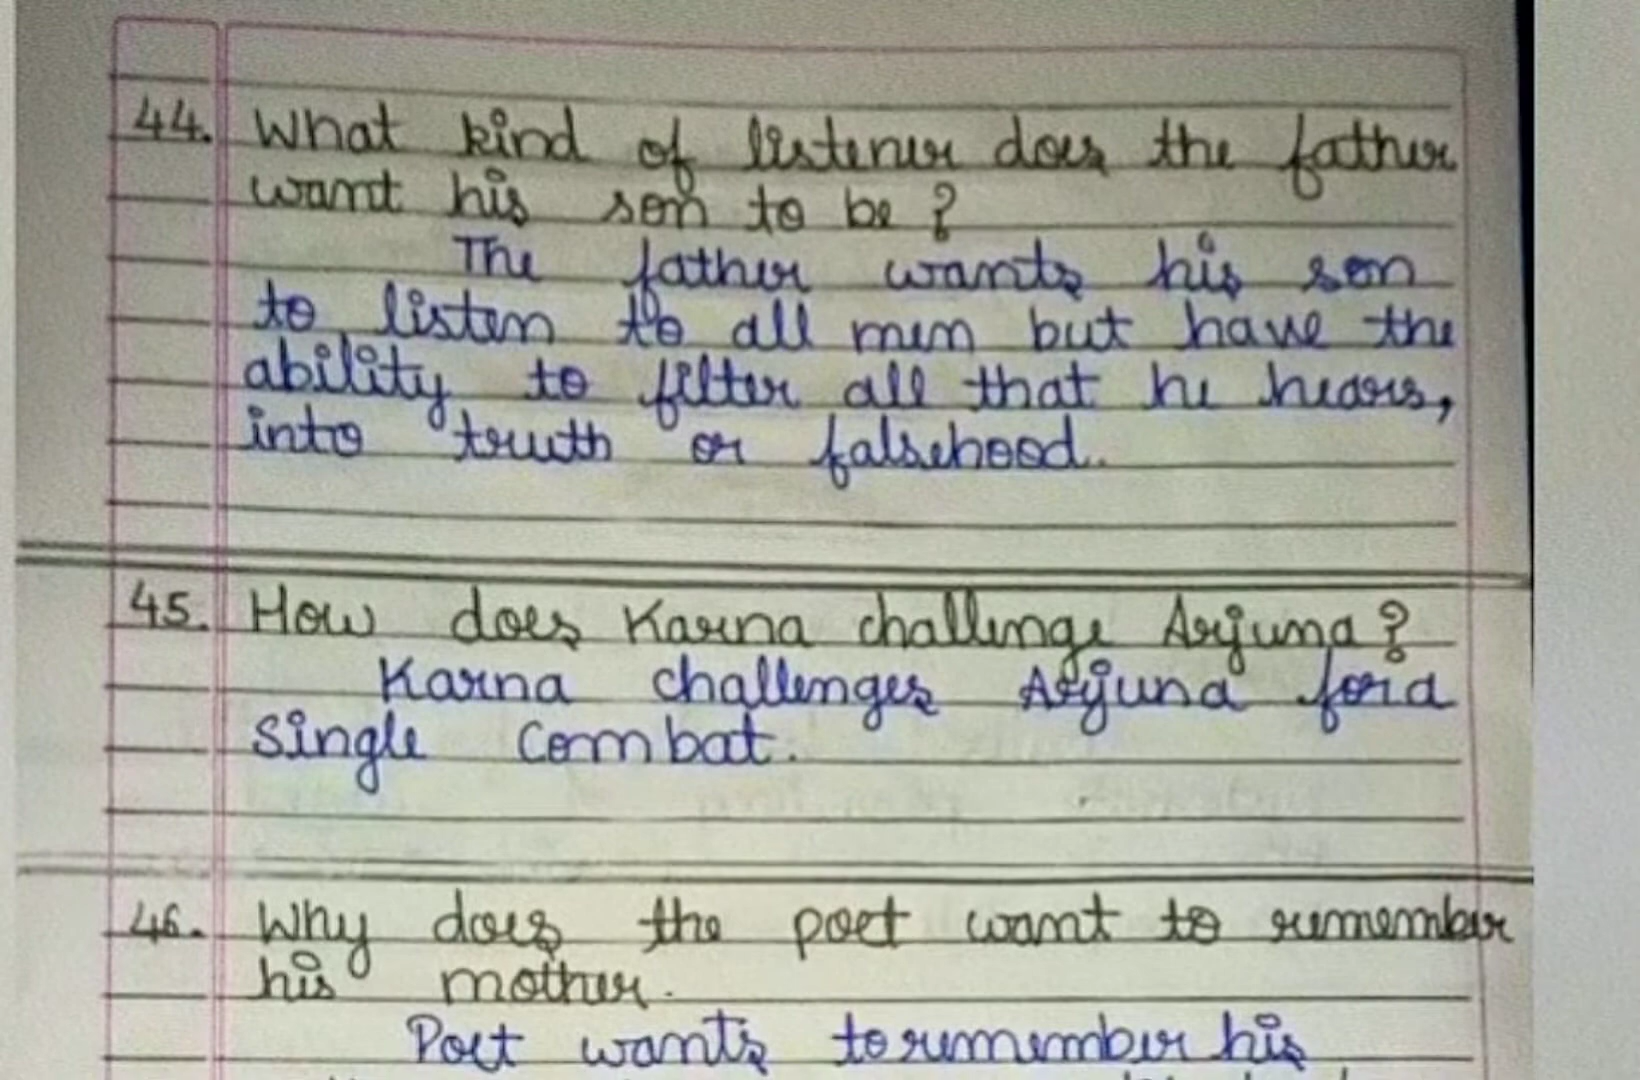 44. What kind of listener does the father
want his son to be?
The father wants his son
to listen to all men but have the
ability to filter all that he hears,
into truth or falsehood.
45. How does Karna challenge Arjuna?
Karna challenges Arjuna for a
single combat.
46. Why does the poet want to remember
his mother.
Poet wants to remember his